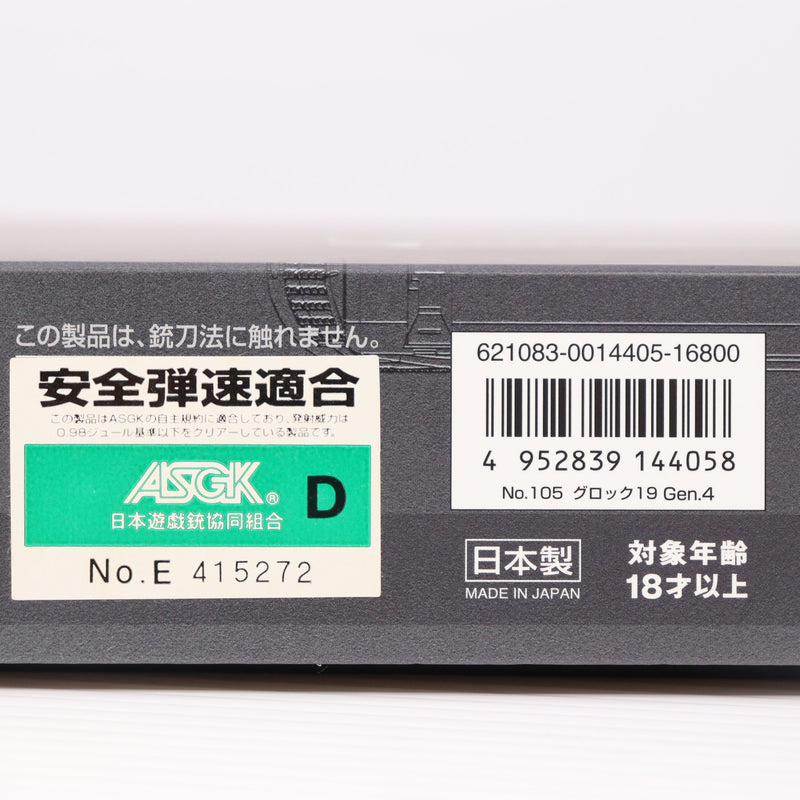 この製品は、銃刀法に触れません。
安全弾速適合
この製品はASGKの自主規約に適合しており、発射威力は
0.98ジュール基準以下をクリアーしている製品です。
ASGK® D
日本遊戯銃協同組合
No.E 415272
621083-0014405-16800
4 952839 144058
No.105 グロック19 Gen.4
日本製
MADE IN JAPAN
対象年齢
18才以上